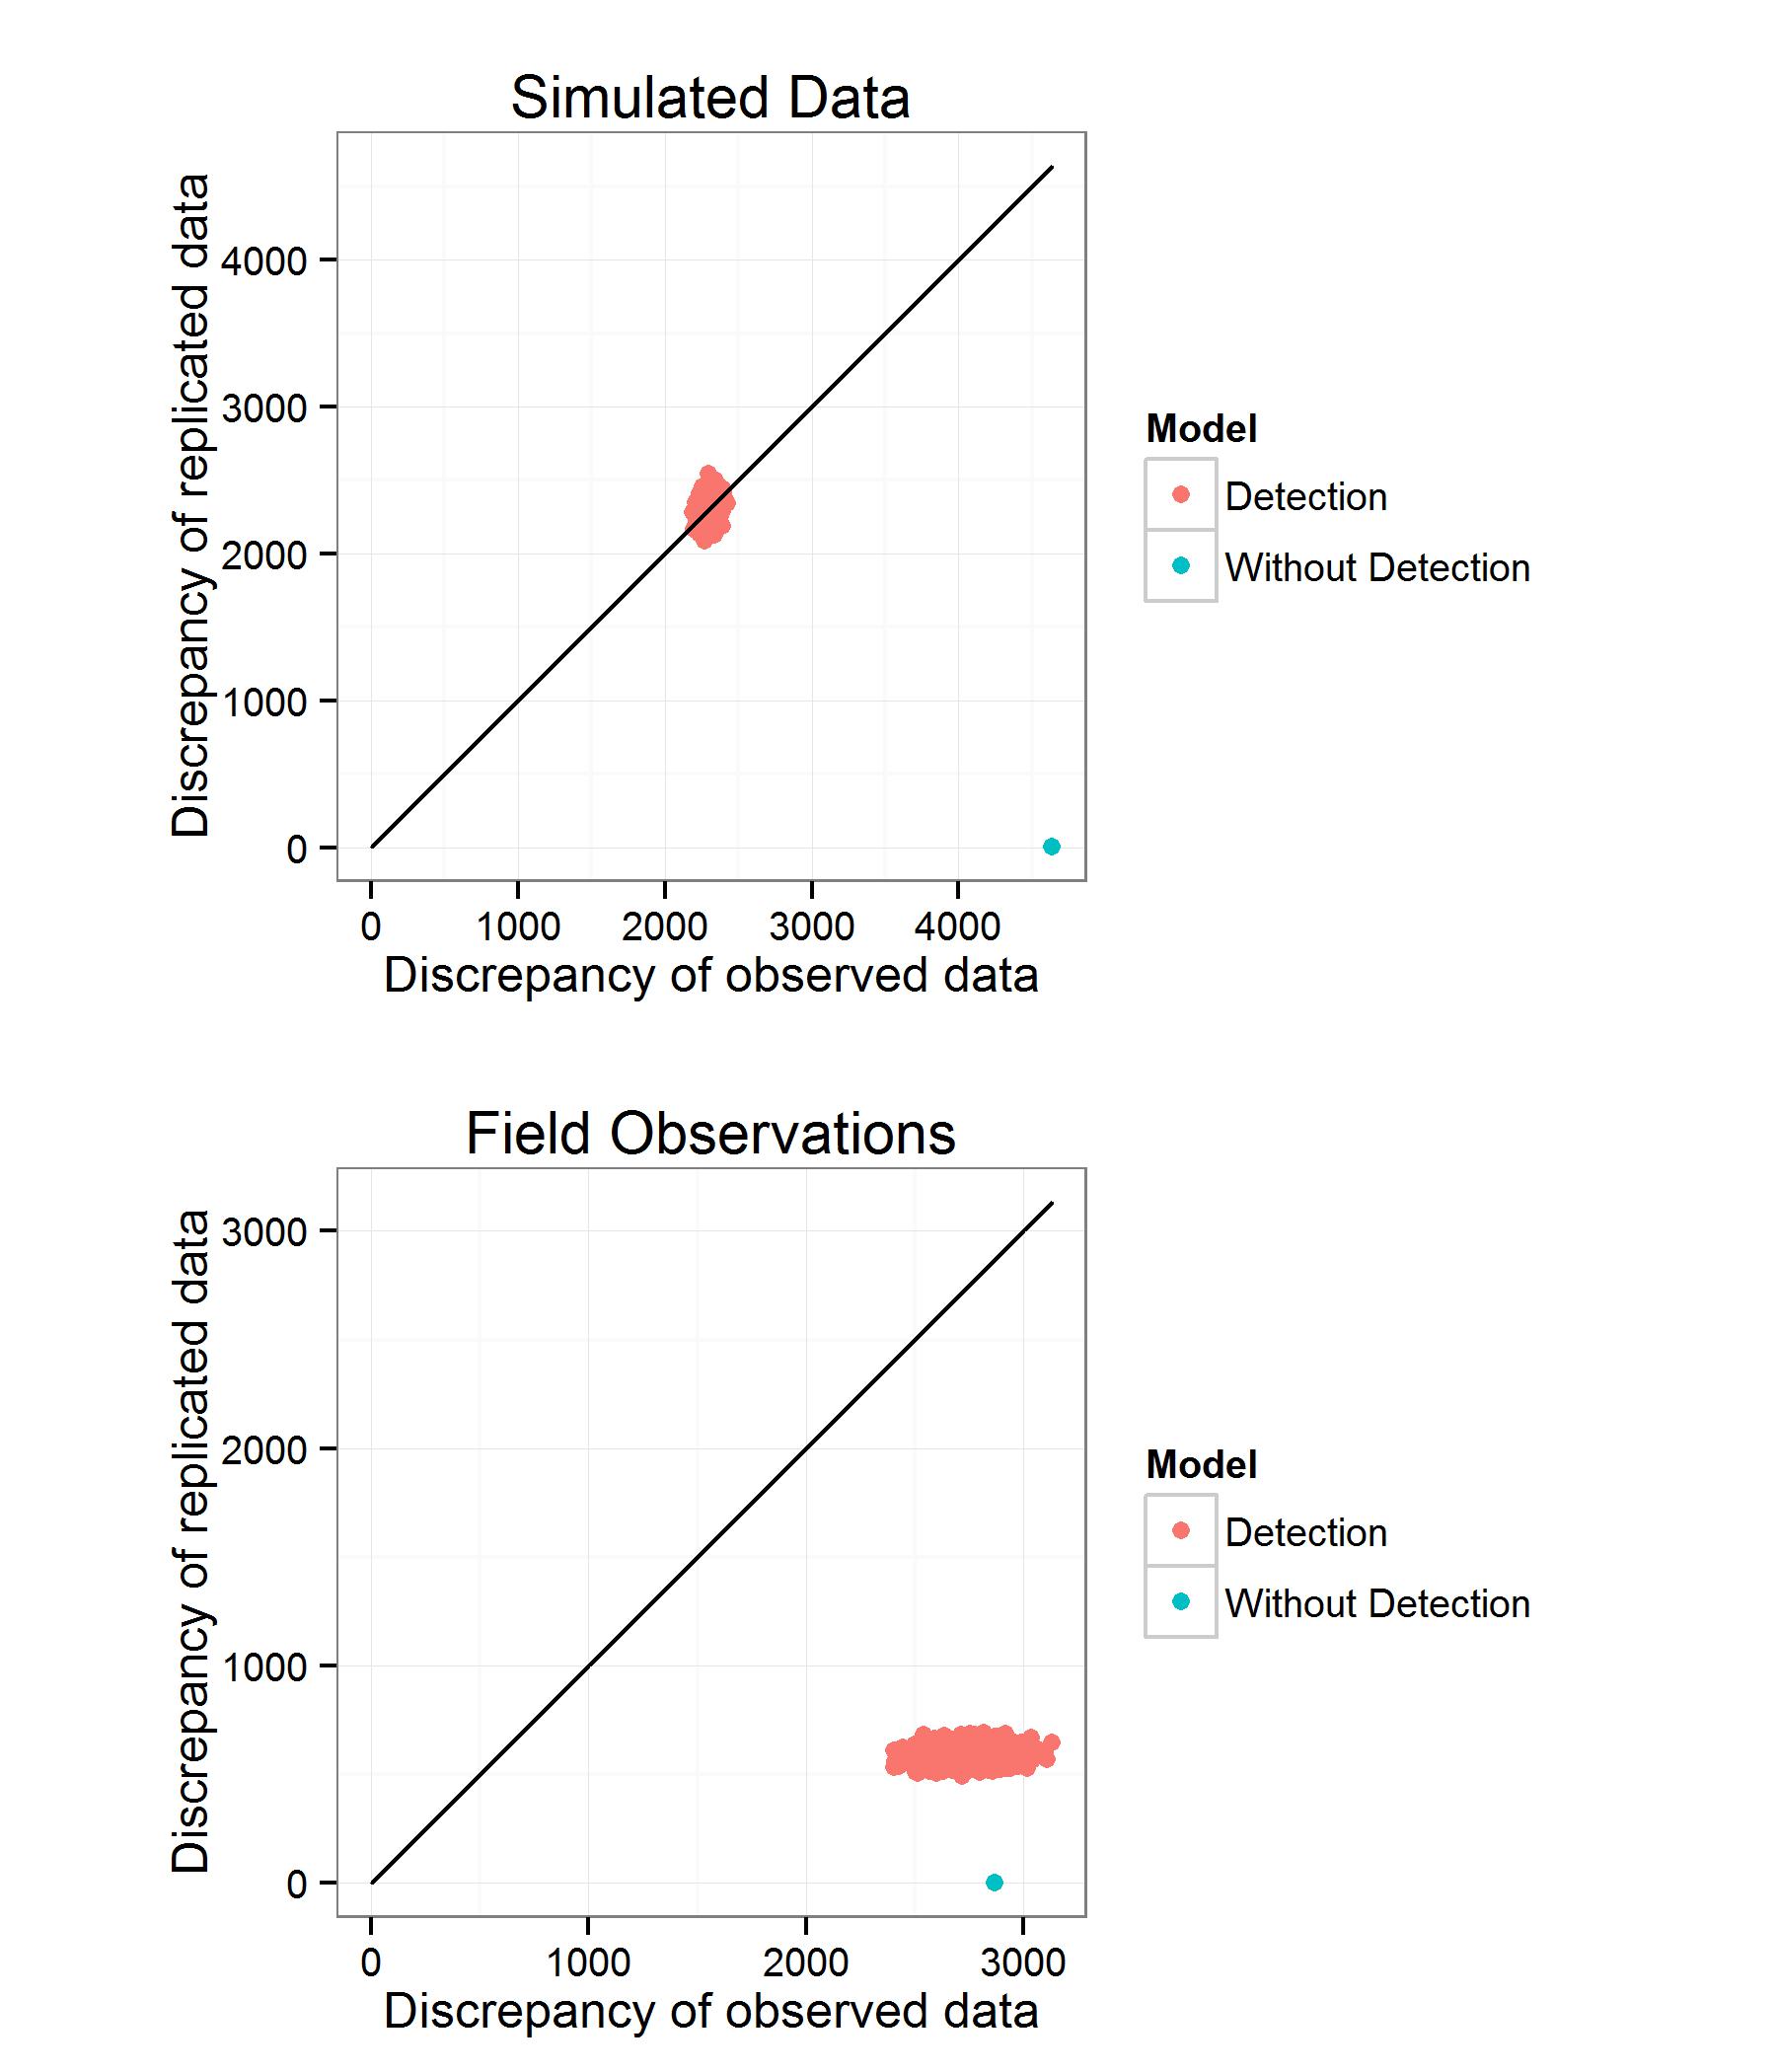 Simulated Data
Discrepancy of replicated data
4000
3000
2000
1000
0
0 1000 2000 3000 4000
Discrepancy of observed data
Model
Detection
Without Detection
Field Observations
Discrepancy of replicated data
3000
2000
1000
0
0 1000 2000 3000
Discrepancy of observed data
Model
Detection
Without Detection